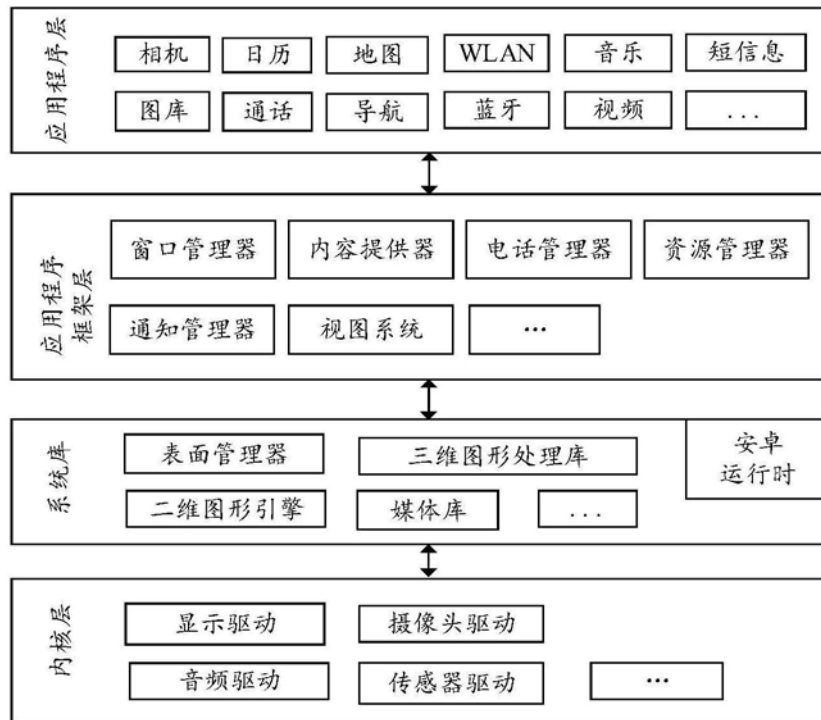 应用程序层
相机 日历 地图 WLAN 音乐 短信息
图库 通话 导航 蓝牙 视频 ...
应用程序
框架层
窗口管理器 内容提供器 电话管理器 资源管理器
通知管理器 视图系统 ...
系统库
表面管理器 三维图形处理库
安卓
运行时
二维图形引擎 媒体库 ...
内核层
显示驱动 摄像头驱动
音频驱动 传感器驱动 ...